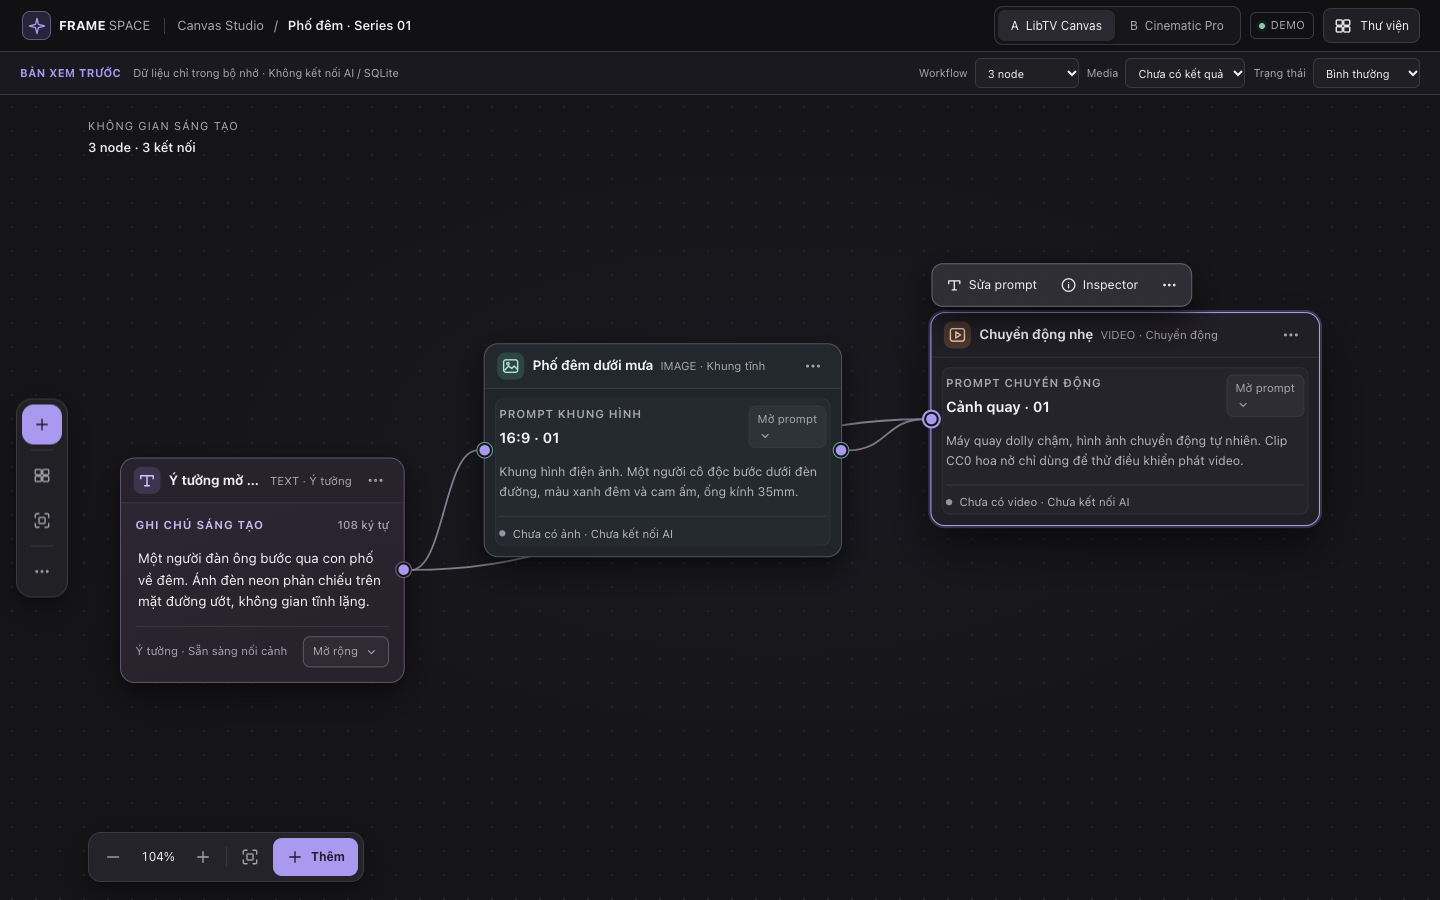 FRAME SPACE Canvas Studio / Phố đêm · Series 01 A LibTV Canvas B Cinematic Pro DEMO Thư viện
BẢN XEM TRƯỚC Dữ liệu chỉ trong bộ nhớ · Không kết nối AI / SQLite Workflow 3 node Media Chưa có kết quả Trạng thái Bình thường
KHÔNG GIAN SÁNG TẠO
3 node · 3 kết nối
Sửa prompt Inspector
Chuyển động nhẹ VIDEO · Chuyển động
PROMPT CHUYỂN ĐỘNG Mở prompt
Cảnh quay · 01
Máy quay dolly chậm, hình ảnh chuyển động tự nhiên. Clip
CC0 hoa nở chỉ dùng để thử điều khiển phát video.
Chưa có video · Chưa kết nối AI
Phố đêm dưới mưa IMAGE · Khung tĩnh
PROMPT KHUNG HÌNH Mở prompt
16:9 · 01
Khung hình điện ảnh. Một người cô độc bước dưới đèn
đường, màu xanh đêm và cam ấm, ống kính 35mm.
Chưa có ảnh · Chưa kết nối AI
Ý tưởng mở ... TEXT · Ý tưởng
GHI CHÚ SÁNG TẠO 108 ký tự
Một người đàn ông bước qua con phố
về đêm. Ánh đèn neon phản chiếu trên
mặt đường ướt, không gian tĩnh lặng.
Ý tưởng · Sẵn sàng nối cảnh Mở rộng
104% Thêm